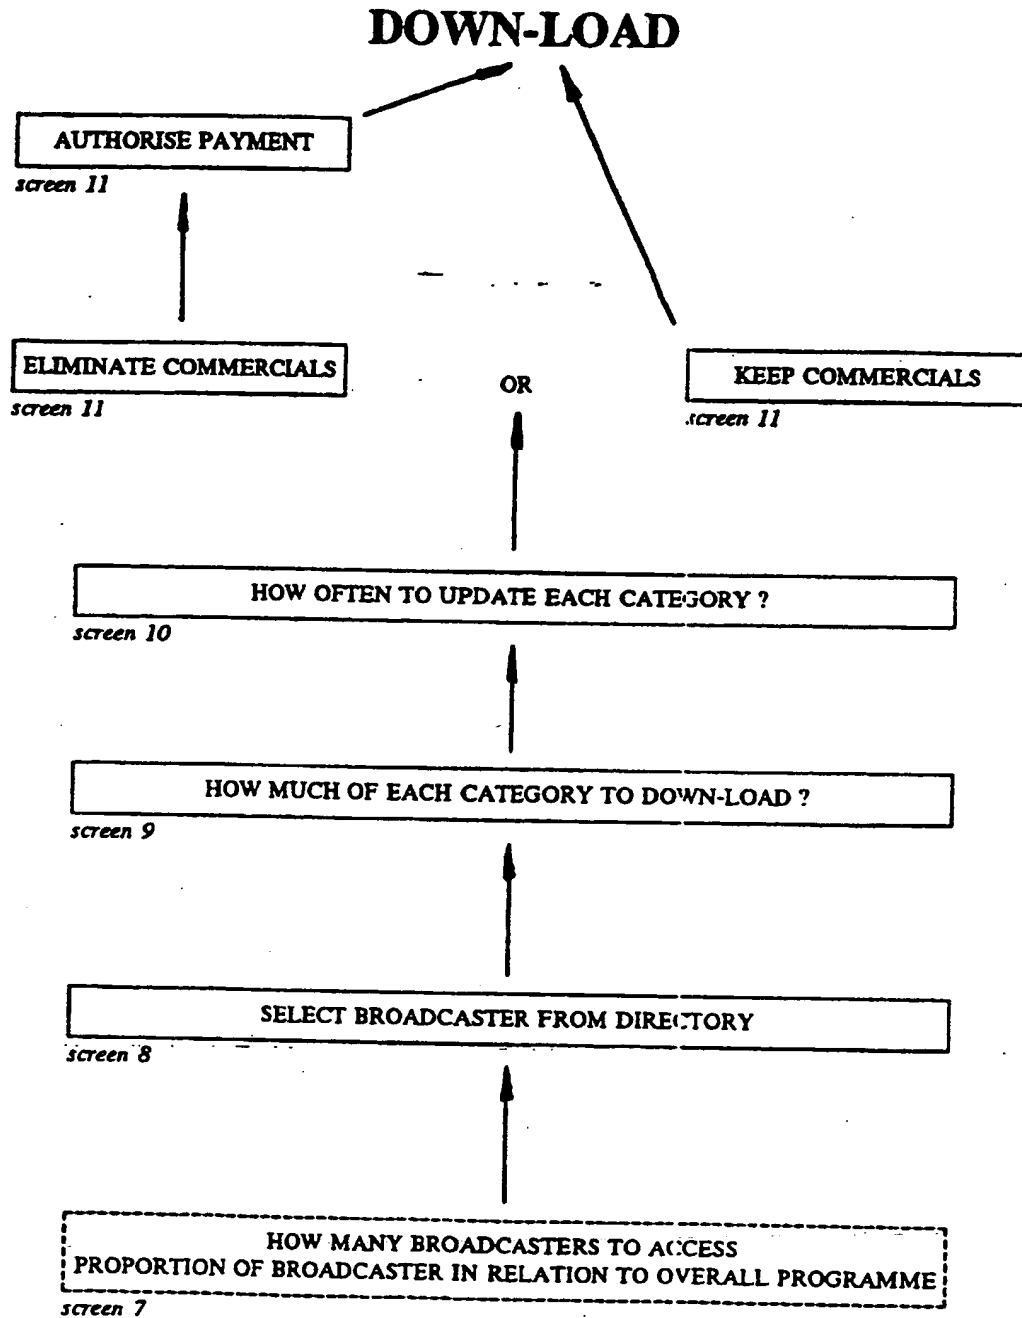 DOWN-LOAD
AUTHORISE PAYMENT
screen 11
ELIMINATE COMMERCIALS
screen 11
OR
KEEP COMMERCIALS
screen 11
HOW OFTEN TO UPDATE EACH CATEGORY ?
screen 10
HOW MUCH OF EACH CATEGORY TO DOWN-LOAD ?
screen 9
SELECT BROADCASTER FROM DIRECTORY
screen 8
HOW MANY BROADCASTERS TO ACCESS
PROPORTION OF BROADCASTER IN RELATION TO OVERALL PROGRAMME
screen 7